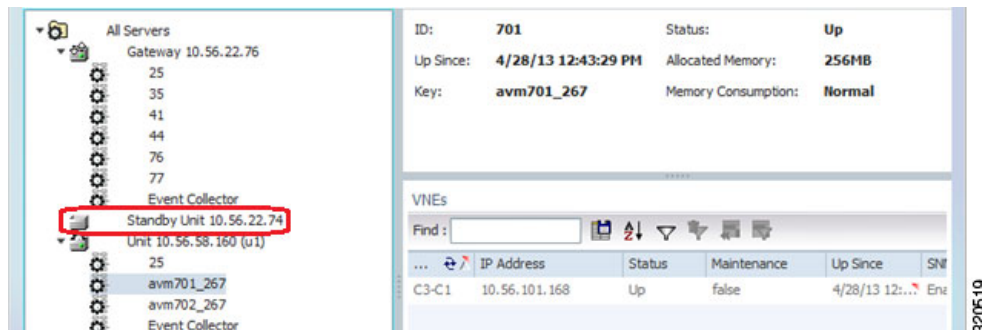 All Servers
Gateway 10.56.22.76
25
35
41
44
76
77
Event Collector
Standby Unit 10.56.22.74
Unit 10.56.58.160 (u1)
25
avm701_267
avm702_267
Event Collector
ID: 701 Status: Up
Up Since: 4/28/13 12:43:29 PM Allocated Memory: 256MB
Key: avm701_267 Memory Consumption: Normal
VNEs
Find :
... IP Address Status Maintenance Up Since
C3-C1 10.56.101.168 Up false 4/28/13 12:... Ena
320519